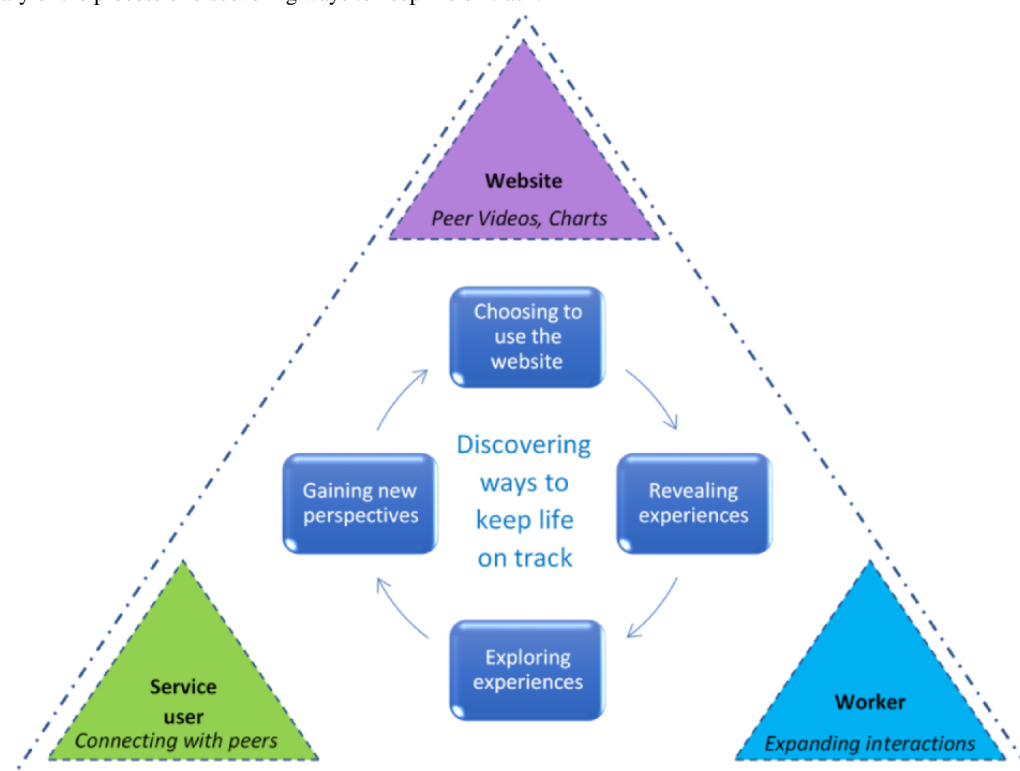 Website
Peer Videos, Charts
Choosing to
use the
website
Discovering
ways to
keep life
on track
Gaining new
perspectives
Revealing
experiences
Exploring
experiences
Service
user
Connecting with peers
Worker
Expanding interactions